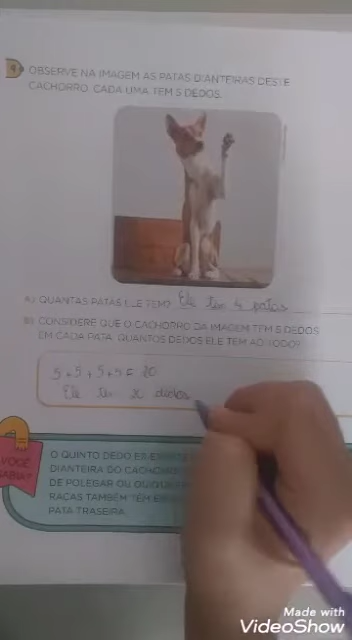 4
OBSERVE NA IMAGEM AS PATAS DIANTEIRAS DESTE
CACHORRO. CADA UMA TEM 5 DEDOS.
A) QUANTAS PATAS ELE TEM? Ele tem 4 patas
B) CONSIDERE QUE O CACHORRO DA IMAGEM TEM 5 DEDOS
EM CADA PATA. QUANTOS DEDOS ELE TEM AO TODO?
5+5+5+5= 20
Ele tem 20 dedos
VOCÊ
SABIA?
O QUINTO DEDO
DIANTEIRA DO
DE POLEGAR OU
RAÇAS TAMBÉM TÊM
PATA TRASEIRA.
Made with
VideoShow